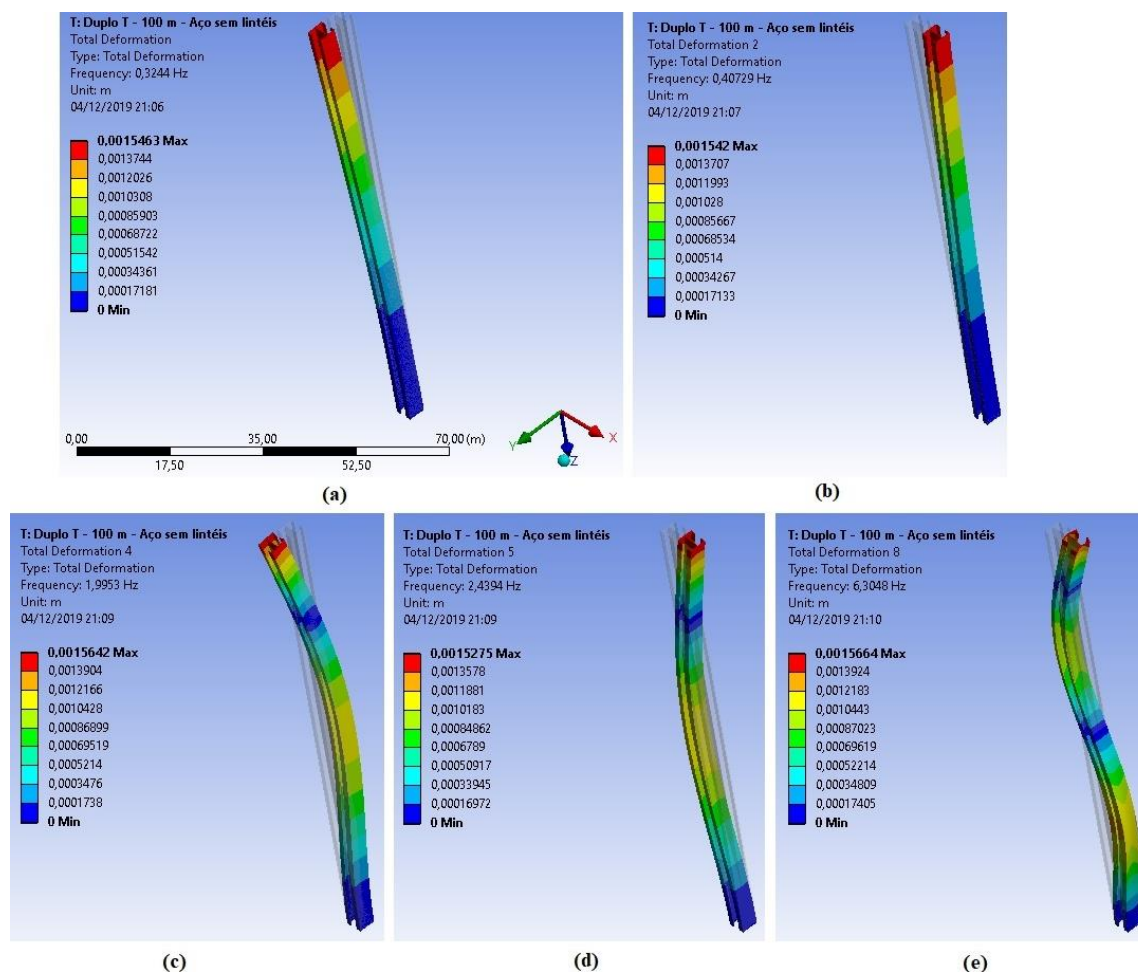 T: Duplo T - 100 m - Aço sem lintéis
Total Deformation
Type: Total Deformation
Frequency: 0,3244 Hz
Unit: m
04/12/2019 21:06
0,0015463 Max
0,0013744
0,0012026
0,0010308
0,00085903
0,00068722
0,00051542
0,00034361
0,00017181
0 Min
0,00
35,00
70,00 (m)
17,50
52,50
Y
Z
X
(a)
T: Duplo T - 100 m - Aço sem lintéis
Total Deformation 2
Type: Total Deformation
Frequency: 0,40729 Hz
Unit: m
04/12/2019 21:07
0,001542 Max
0,0013707
0,0011993
0,001028
0,00085667
0,00068534
0,000514
0,00034267
0,00017133
0 Min
(b)
T: Duplo T - 100 m - Aço sem lintéis
Total Deformation 4
Type: Total Deformation
Frequency: 1,9953 Hz
Unit: m
04/12/2019 21:09
0,0015642 Max
0,0013904
0,0012166
0,0010428
0,00086899
0,00069519
0,0005214
0,0003476
0,0001738
0 Min
(c)
T: Duplo T - 100 m - Aço sem lintéis
Total Deformation 5
Type: Total Deformation
Frequency: 2,4394 Hz
Unit: m
04/12/2019 21:09
0,0015275 Max
0,0013578
0,0011881
0,0010183
0,00084862
0,0006789
0,00050917
0,00033945
0,00016972
0 Min
(d)
T: Duplo T - 100 m - Aço sem lintéis
Total Deformation 8
Type: Total Deformation
Frequency: 6,3048 Hz
Unit: m
04/12/2019 21:10
0,0015664 Max
0,0013924
0,0012183
0,0010443
0,00087023
0,00069619
0,00052214
0,00034809
0,00017405
0 Min
(e)